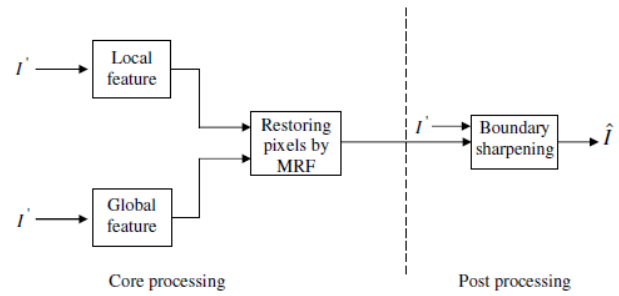 I'
Local
feature
Restoring
pixels by
MRF
I'
Boundary
sharpening
Î
I'
Global
feature
Core processing
Post processing